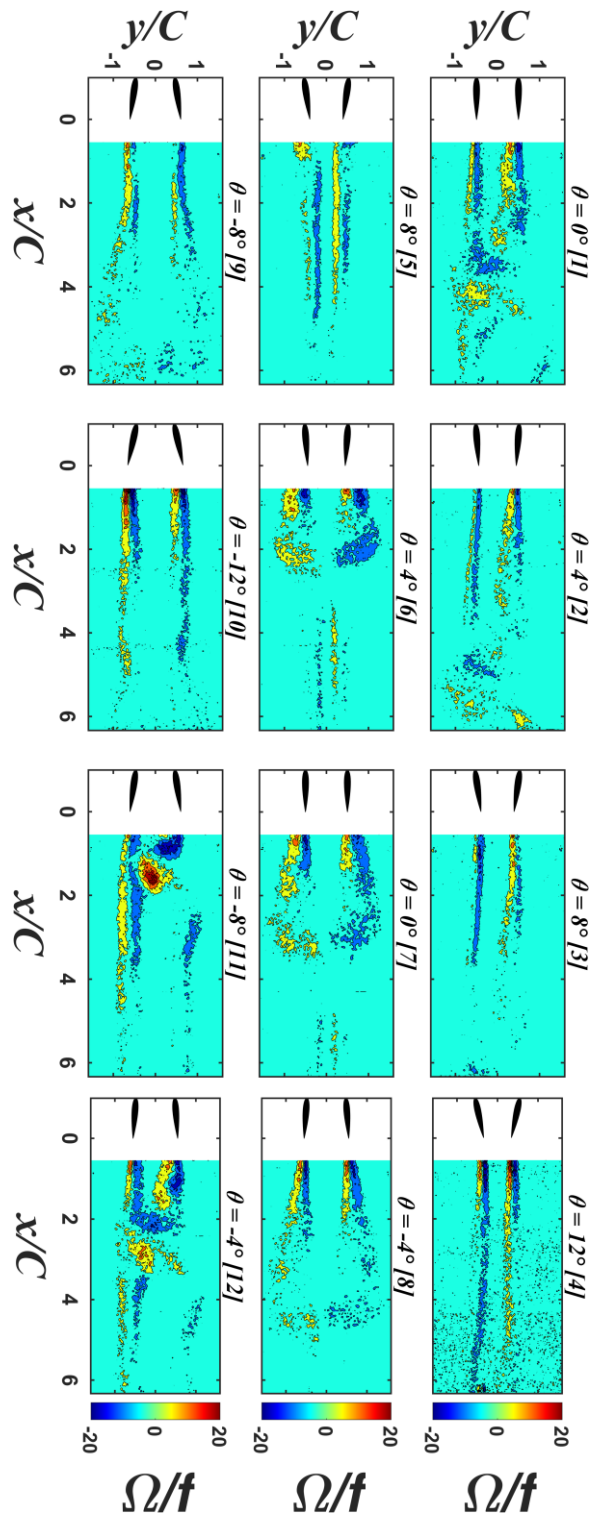 θ = 0° [1]
θ = 4° [2]
θ = 8° [3]
θ = 12° [4]
y/C
1
0
-1
20
0
-20
Ω/f
θ = 8° [5]
θ = 4° [6]
θ = 0° [7]
θ = -4° [8]
y/C
1
0
-1
20
0
-20
Ω/f
θ = -8° [9]
θ = -12° [10]
θ = -8° [11]
θ = -4° [12]
y/C
1
0
-1
20
0
-20
Ω/f
0 2 4 6
0 2 4 6
0 2 4 6
0 2 4 6
x/C
x/C
x/C
x/C